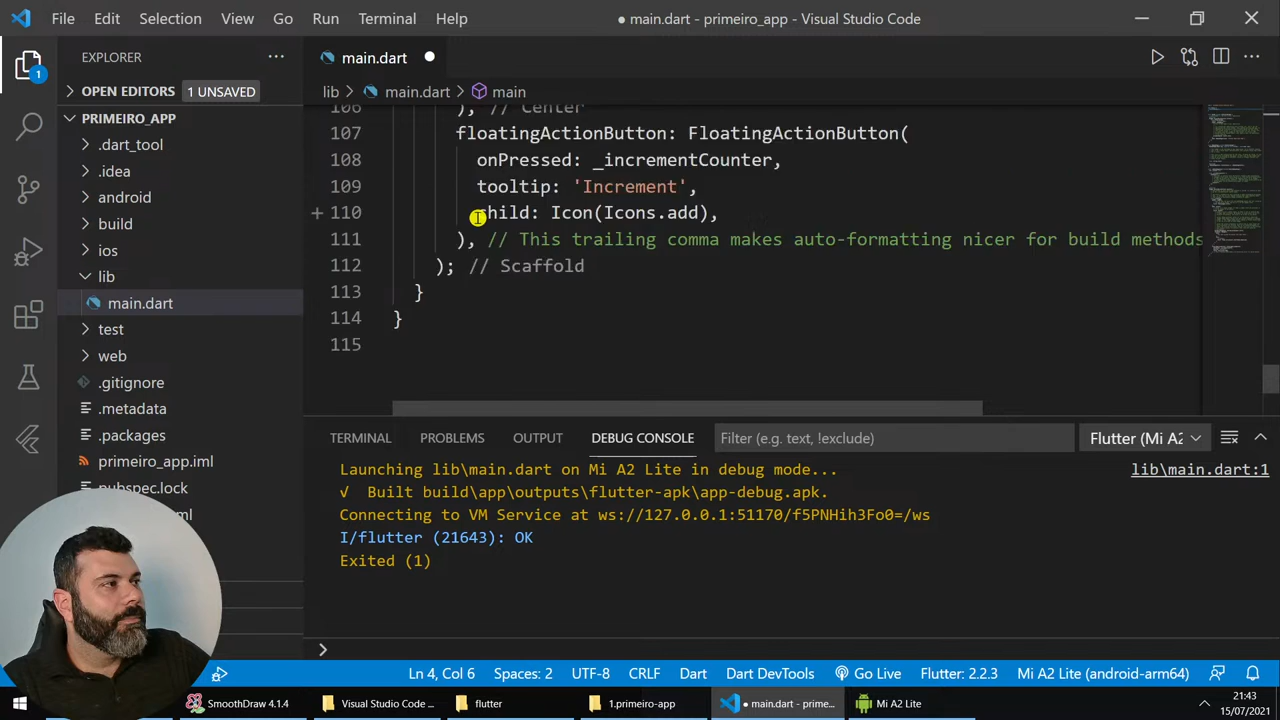 File Edit Selection View Go Run Terminal Help
● main.dart - primeiro_app - Visual Studio Code
EXPLORER
OPEN EDITORS 1 UNSAVED
PRIMEIRO_APP
.dart_tool
.idea
android
build
ios
lib
main.dart
test
web
.gitignore
.metadata
.packages
primeiro_app.iml
pubspec.lock
1
main.dart
lib > main.dart > main
106 ), // Center
107 floatingActionButton: FloatingActionButton(
108 onPressed: _incrementCounter,
109 tooltip: 'Increment',
110 child: Icon(Icons.add),
111 ), // This trailing comma makes auto-formatting nicer for build methods
112 ); // Scaffold
113 }
114 }
115
TERMINAL PROBLEMS OUTPUT DEBUG CONSOLE Filter (e.g. text, !exclude) Flutter (Mi A2
Launching lib\main.dart on Mi A2 Lite in debug mode... lib\main.dart:1
√ Built build\app\outputs\flutter-apk\app-debug.apk.
Connecting to VM Service at ws://127.0.0.1:51170/f5PNHih3Fo0=/ws
I/flutter (21643): OK
Exited (1)
Ln 4, Col 6 Spaces: 2 UTF-8 CRLF Dart Dart DevTools Go Live Flutter: 2.2.3 Mi A2 Lite (android-arm64)
SmoothDraw 4.1.4 Visual Studio Code ... flutter 1.primeiro-app ● main.dart - prime... Mi A2 Lite
21:43
15/07/2021